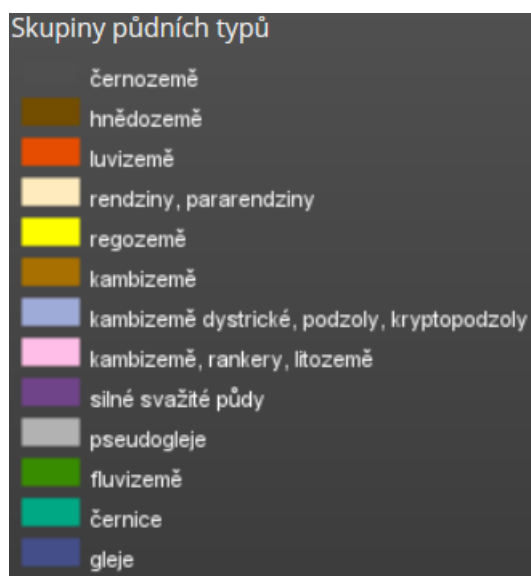 Skupiny půdních typů
černozemě
hnědozemě
luvizemě
rendziny, pararendziny
regozemě
kambizemě
kambizemě dystrické, podzoly, kryptopodzoly
kambizemě, rankery, litozemě
silné svažité půdy
pseudogleje
fluvizemě
černice
gleje